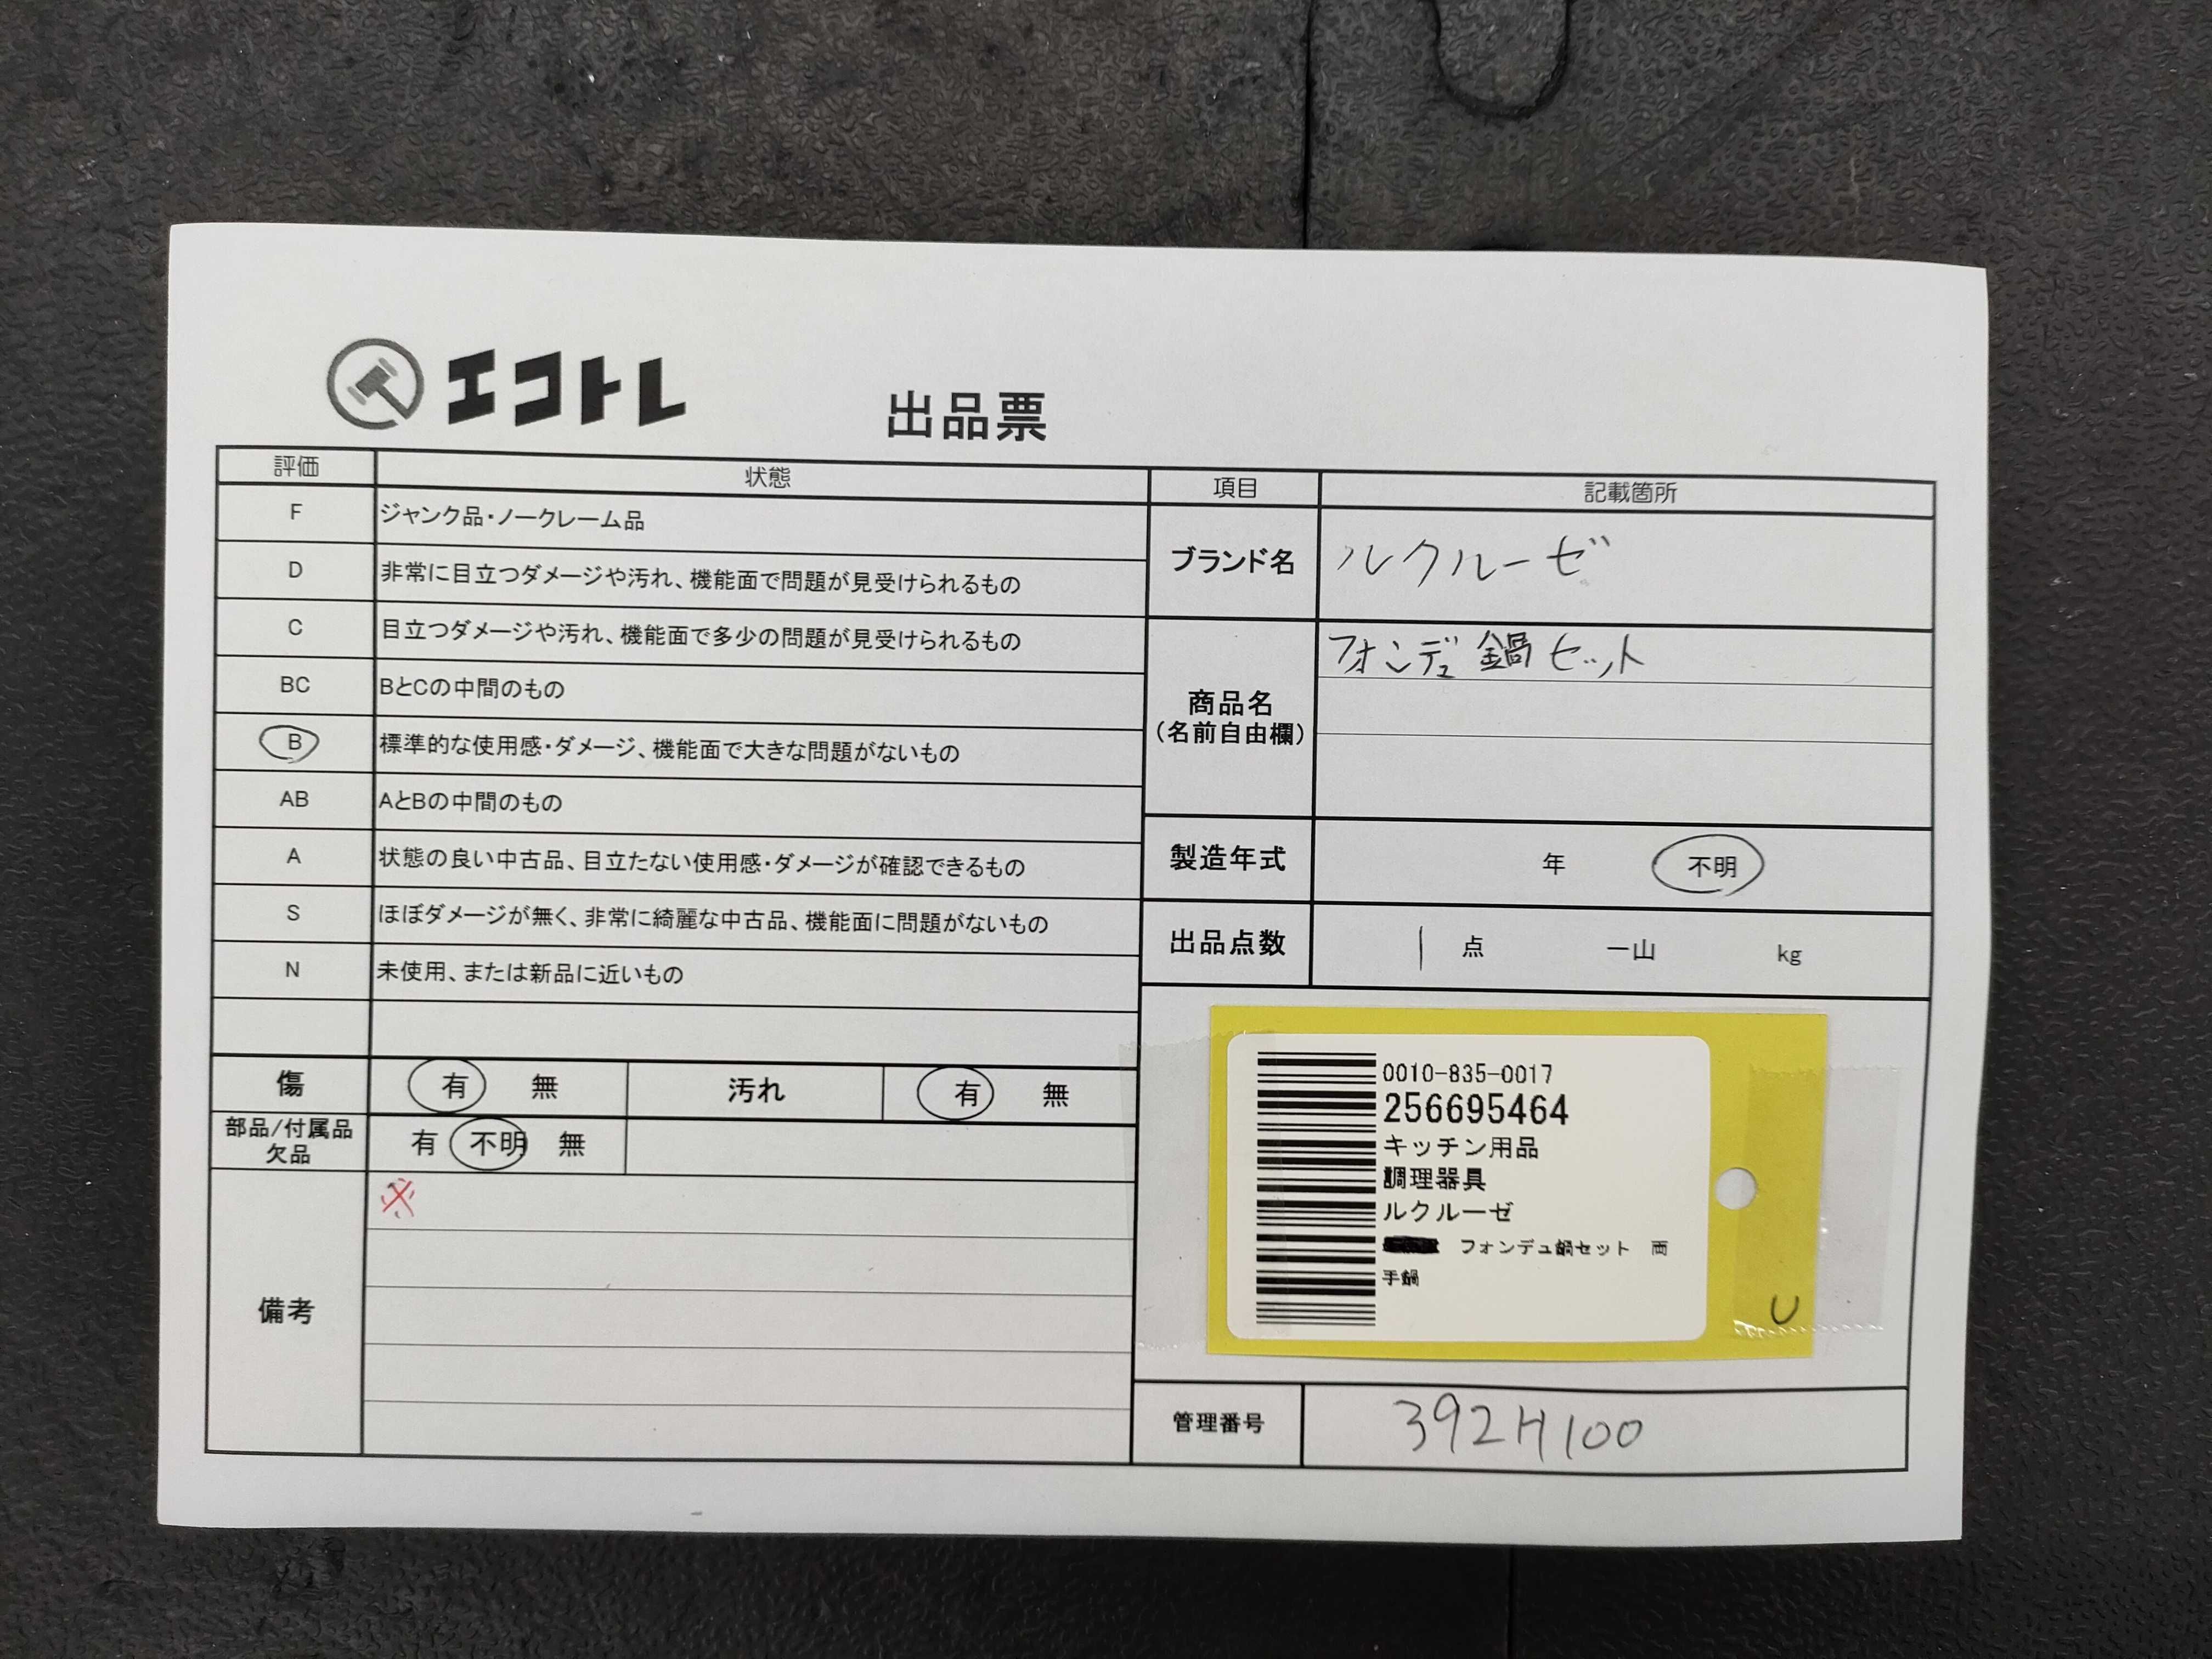 エコトレ
出品票
評価 状態
F ジャンク品・ノークレーム品
D 非常に目立つダメージや汚れ、機能面で問題が見受けられるもの
C 目立つダメージや汚れ、機能面で多少の問題が見受けられるもの
BC BとCの中間のもの
B 標準的な使用感・ダメージ、機能面で大きな問題がないもの
AB AとBの中間のもの
A 状態の良い中古品、目立たない使用感・ダメージが確認できるもの
S ほぼダメージが無く、非常に綺麗な中古品、機能面に問題がないもの
N 未使用、または新品に近いもの
傷 有 無 汚れ 有 無
部品/付属品
欠品
有 不明 無
備考
※
項目 記載箇所
ブランド名 ルクルーゼ
商品名
(名前自由欄)
フォンデュ鍋セット
製造年式 年 不明
出品点数 1 点 一山 kg
0010-835-0017
256695464
キッチン用品
調理器具
ルクルーゼ
フォンデュ鍋セット 両
手鍋
U
管理番号 392H100